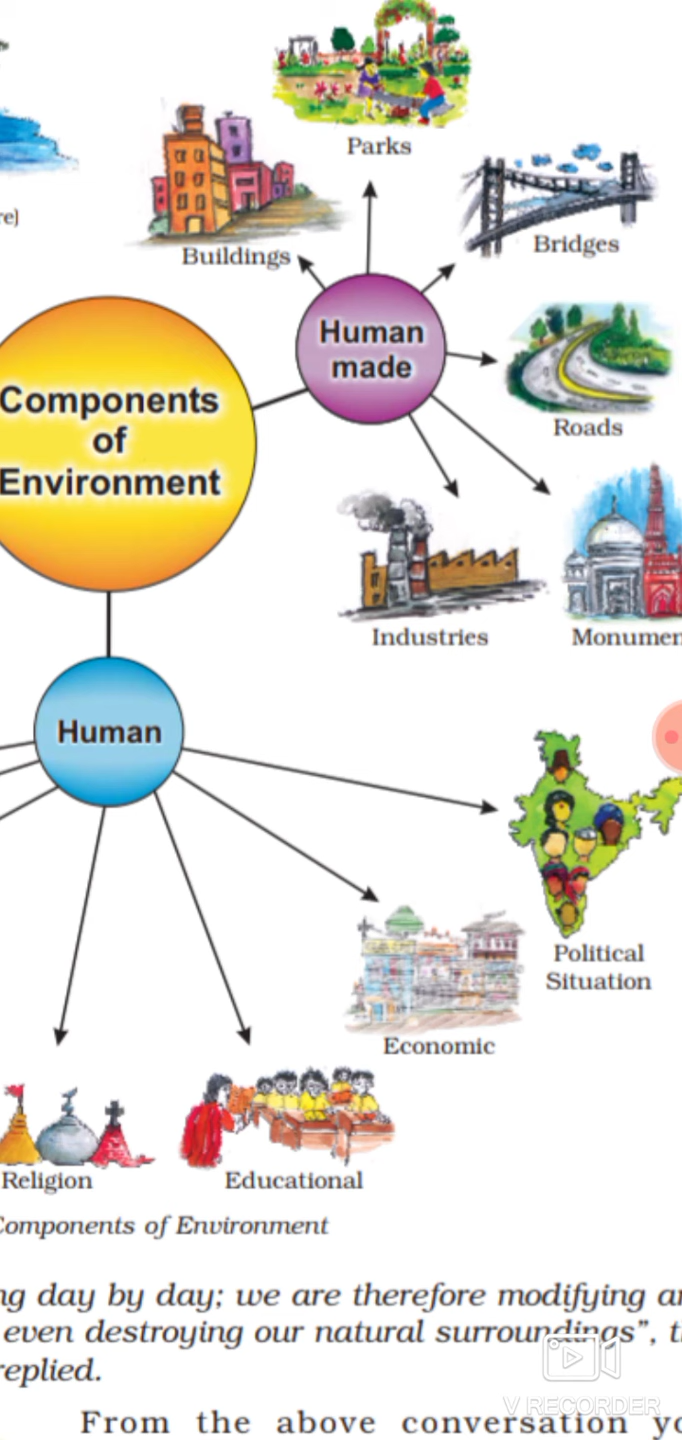 Parks
re)
Buildings
Bridges
Human
made
Components
of
Environment
Roads
Industries
Monumen
Human
Political
Situation
Economic
Religion
Educational
Components of Environment
ng day by day; we are therefore modifying an
even destroying our natural surroundings", t
replied.
V RECORDER
From the above conversation yo